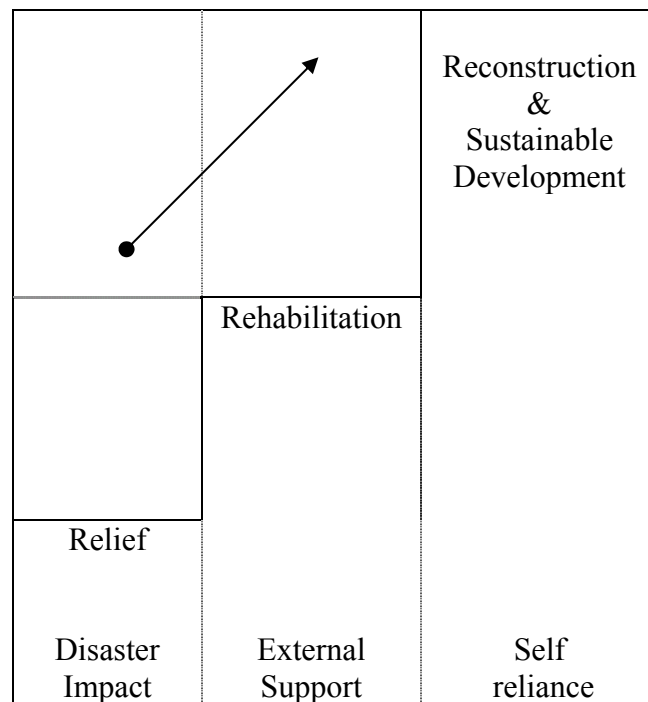 Reconstruction
&
Sustainable
Development
Rehabilitation
Relief
Disaster
Impact
External
Support
Self
reliance